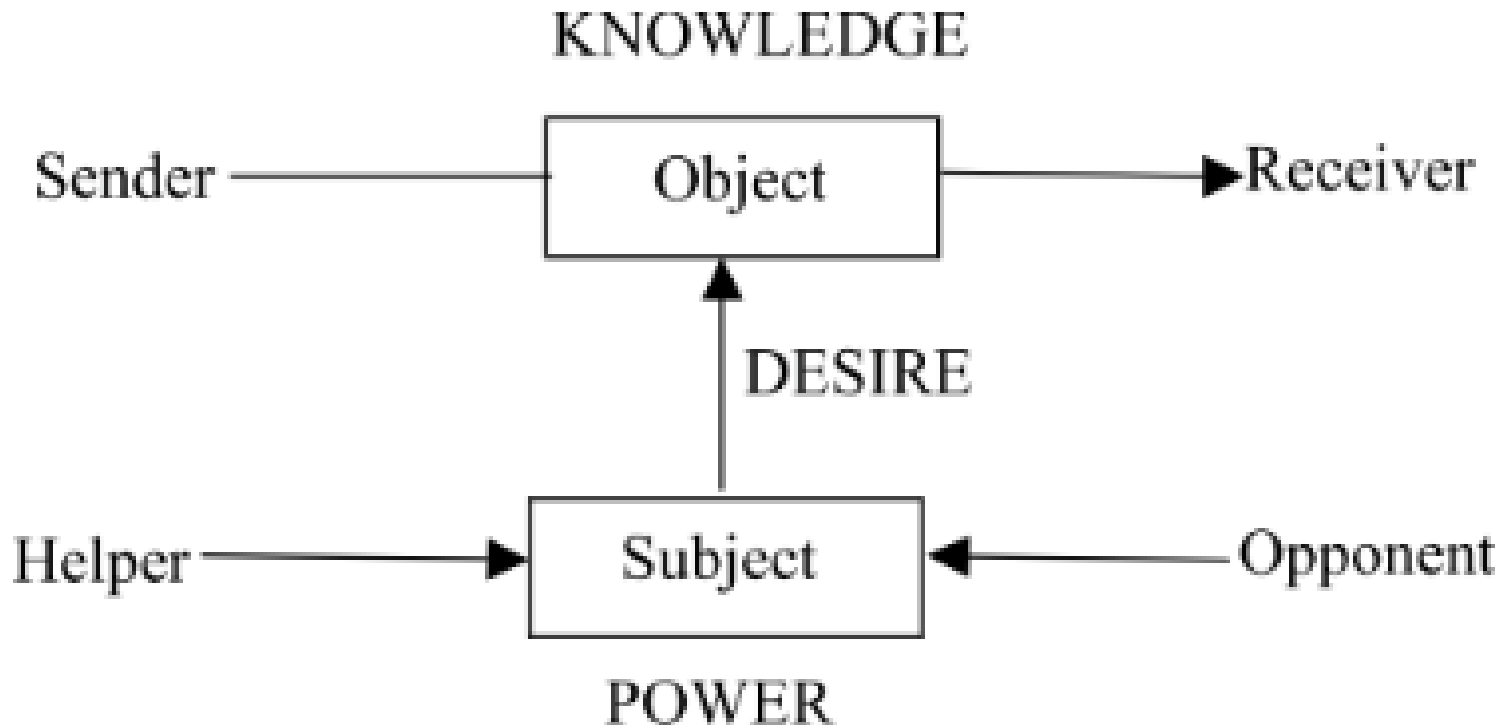 KNOWLEDGE
Sender Object Receiver
DESIRE
Helper Subject Opponent
POWER